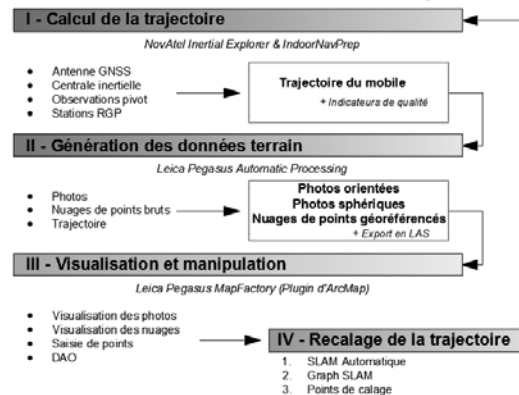 I - Calcul de la trajectoire
NovAtel Inertial Explorer & IndoorNavPrep
• Antenne GNSS
• Centrale inertielle
• Observations pivot
• Stations RGP
Trajectoire du mobile
+ Indicateurs de qualité
II - Génération des données terrain
Leica Pegasus Automatic Processing
• Photos
• Nuages de points bruts
• Trajectoire
Photos orientées
Photos sphériques
Nuages de points géoréférencés
+ Export en LAS
III - Visualisation et manipulation
Leica Pegasus MapFactory (Plugin d'ArcMap)
• Visualisation des photos
• Visualisation des nuages
• Saisie de points
• DAO
IV - Recalage de la trajectoire
1. SLAM Automatique
2. Graph SLAM
3. Points de calage